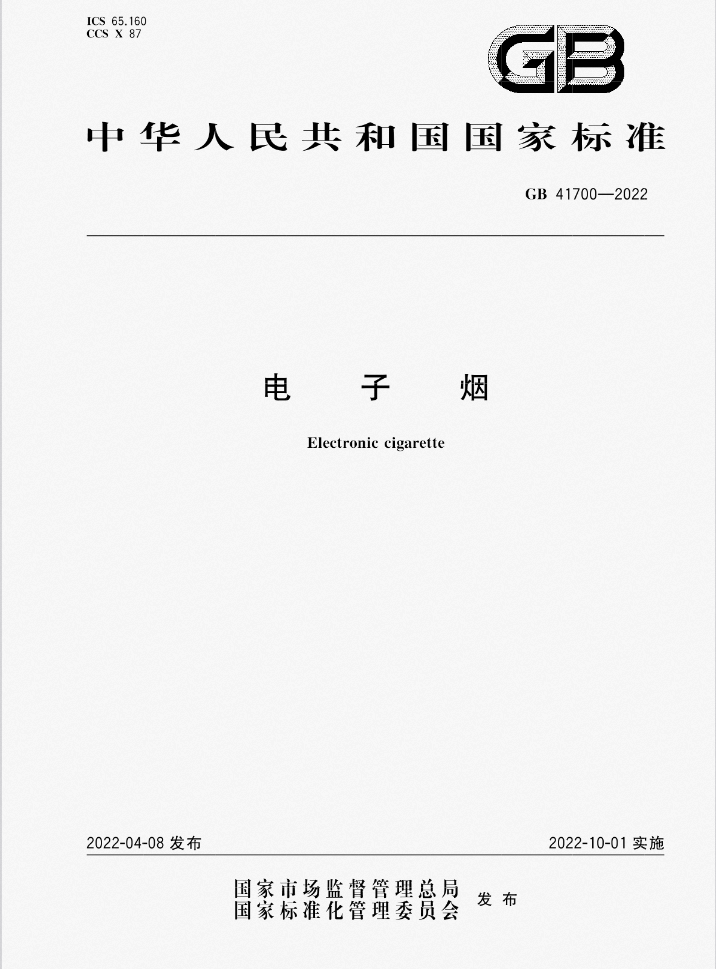 ICS 65.160
CCS X 87
GB
中华人民共和国国家标准
GB 41700—2022
电子烟
Electronic cigarette
2022-04-08 发布
2022-10-01 实施
国家市场监督管理总局
国家标准化管理委员会
发布